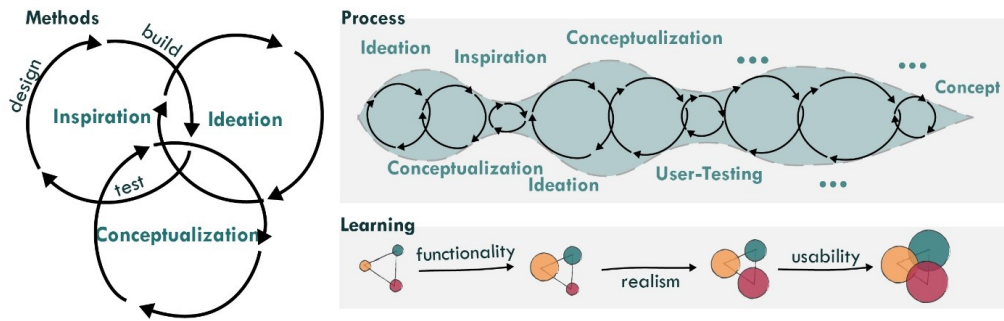 Methods
build
design
Inspiration
Ideation
test
Conceptualization
Process
Ideation
Inspiration
Conceptualization
•••
•••
Concept
Conceptualization
Ideation
User-Testing
•••
Learning
functionality
realism
usability